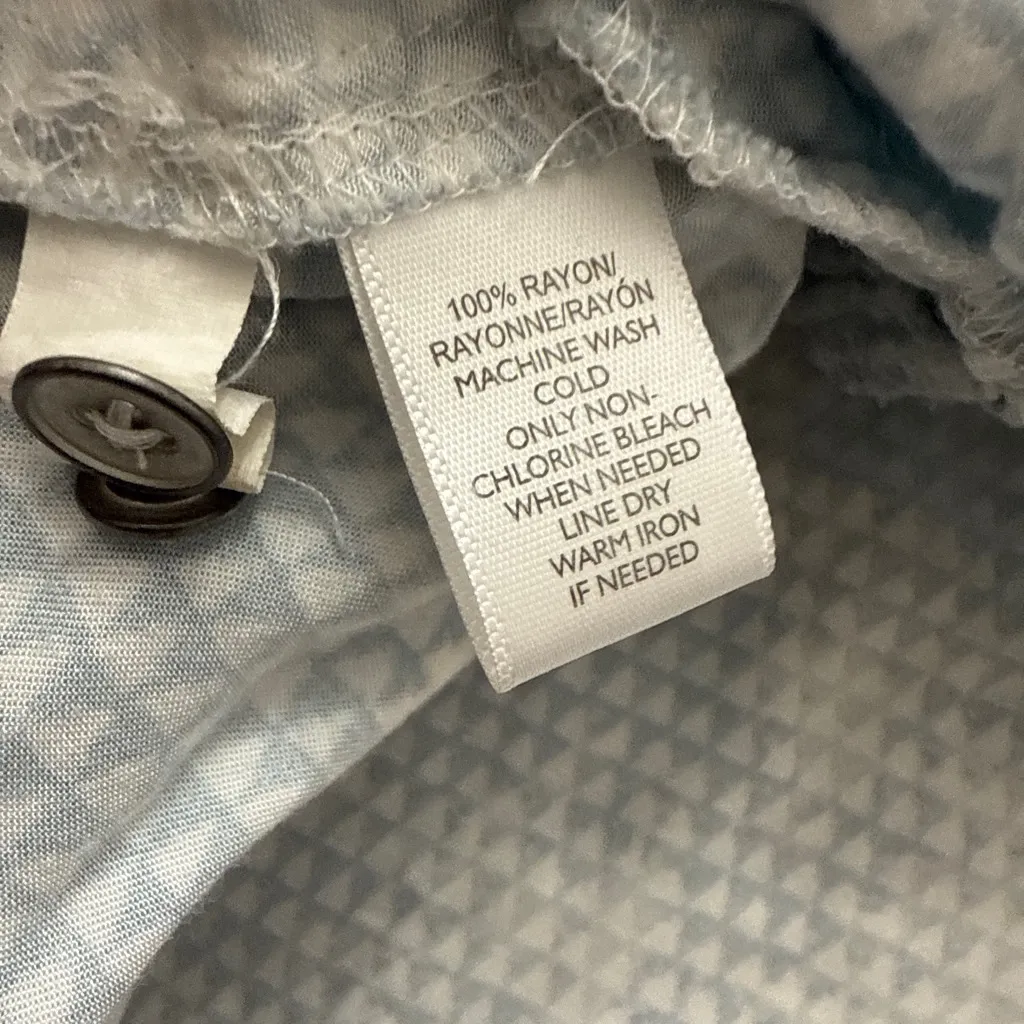 100% RAYON/
RAYONNE/RAYÓN
MACHINE WASH
COLD
ONLY NON-
CHLORINE BLEACH
WHEN NEEDED
LINE DRY
WARM IRON
IF NEEDED